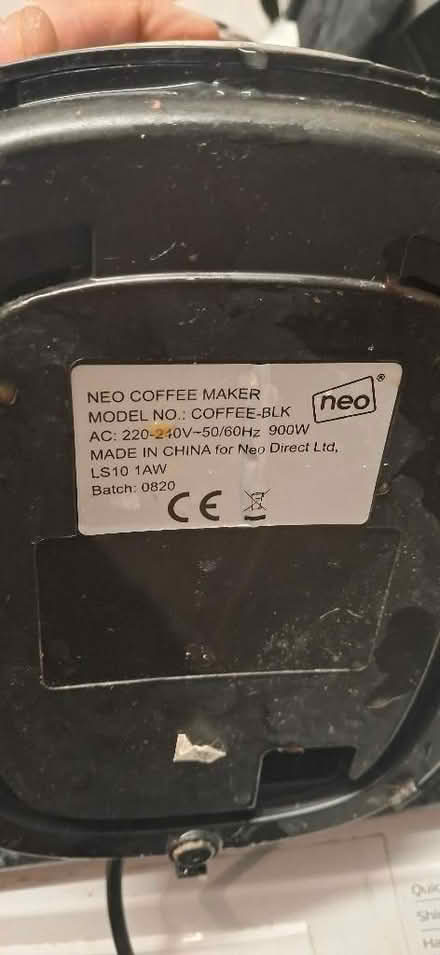 NEO COFFEE MAKER
MODEL NO.: COFFEE-BLK
neo®
AC: 220-240V~50/60Hz 900W
MADE IN CHINA for Neo Direct Ltd,
LS10 1AW
Batch: 0820
CE